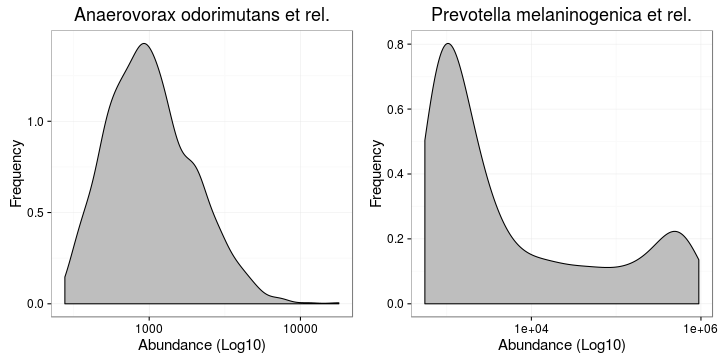 Anaerovorax odorimutans et rel.
Frequency
1.0
0.5
0.0
1000
10000
Abundance (Log10)
Prevotella melaninogenica et rel.
Frequency
0.8
0.6
0.4
0.2
0.0
1e+04
1e+06
Abundance (Log10)